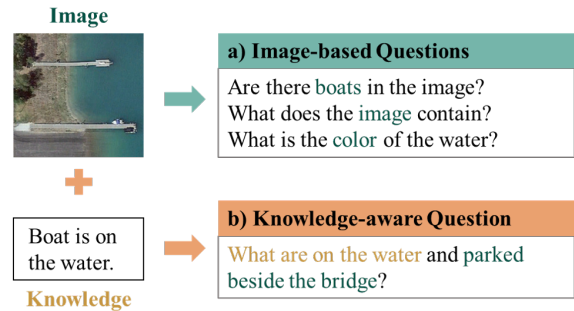 Image
a) Image-based Questions
Are there boats in the image?
What does the image contain?
What is the color of the water?
Boat is on
the water.
Knowledge
b) Knowledge-aware Question
What are on the water and parked
beside the bridge?